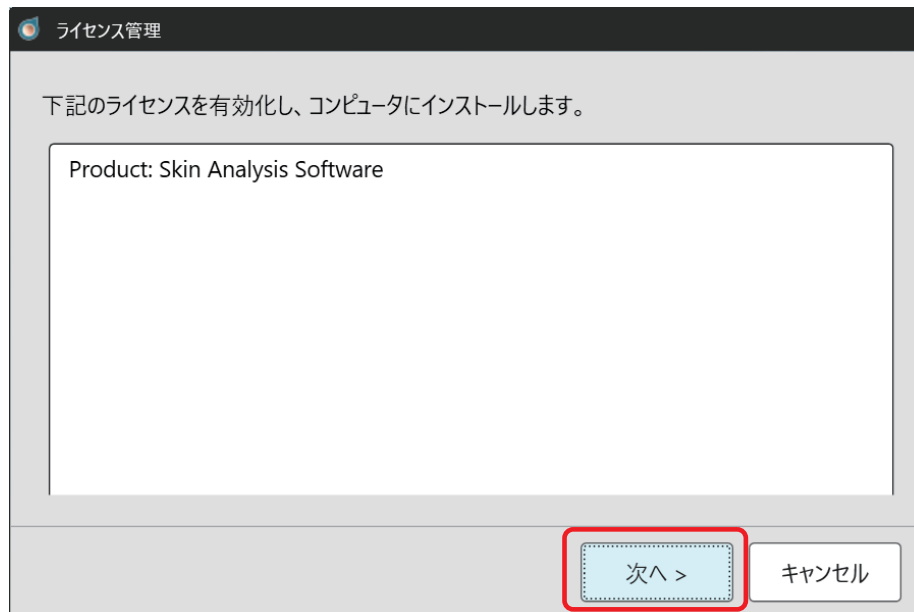 ライセンス管理
下記のライセンスを有効化し、コンピュータにインストールします。
Product: Skin Analysis Software
次へ >
キャンセル